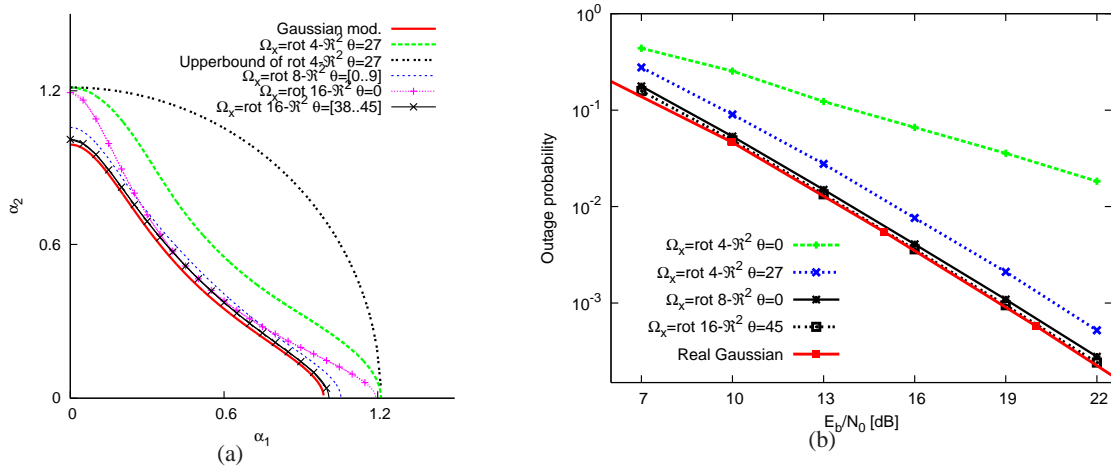 Gaussian mod.
Ωx=rot 4-ℜ² θ=27
Upperbound of rot 4-ℜ² θ=27
Ωx=rot 8-ℜ² θ=[0..9]
Ωx=rot 16-ℜ² θ=0
Ωx=rot 16-ℜ² θ=[38..45]
1.2
0.6
0
α2
0
0.6
1.2
α1
(a)
10⁰
10⁻¹
10⁻²
10⁻³
Outage probability
Ωx=rot 4-ℜ² θ=0
Ωx=rot 4-ℜ² θ=27
Ωx=rot 8-ℜ² θ=0
Ωx=rot 16-ℜ² θ=45
Real Gaussian
7
10
13
16
19
22
Eb/N0 [dB]
(b)